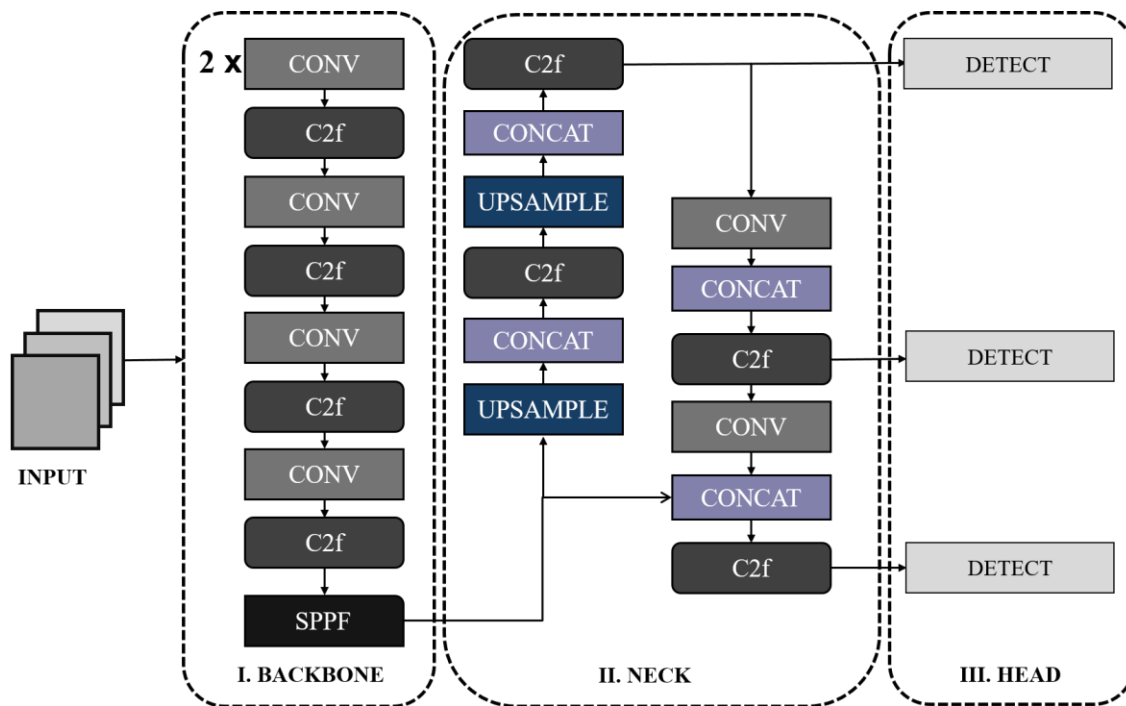 2 x
CONV
C2f
CONV
C2f
CONV
C2f
CONV
C2f
SPPF
INPUT
I. BACKBONE
C2f
CONCAT
UPSAMPLE
C2f
CONCAT
UPSAMPLE
CONV
CONCAT
C2f
CONV
CONCAT
C2f
II. NECK
DETECT
DETECT
DETECT
III. HEAD